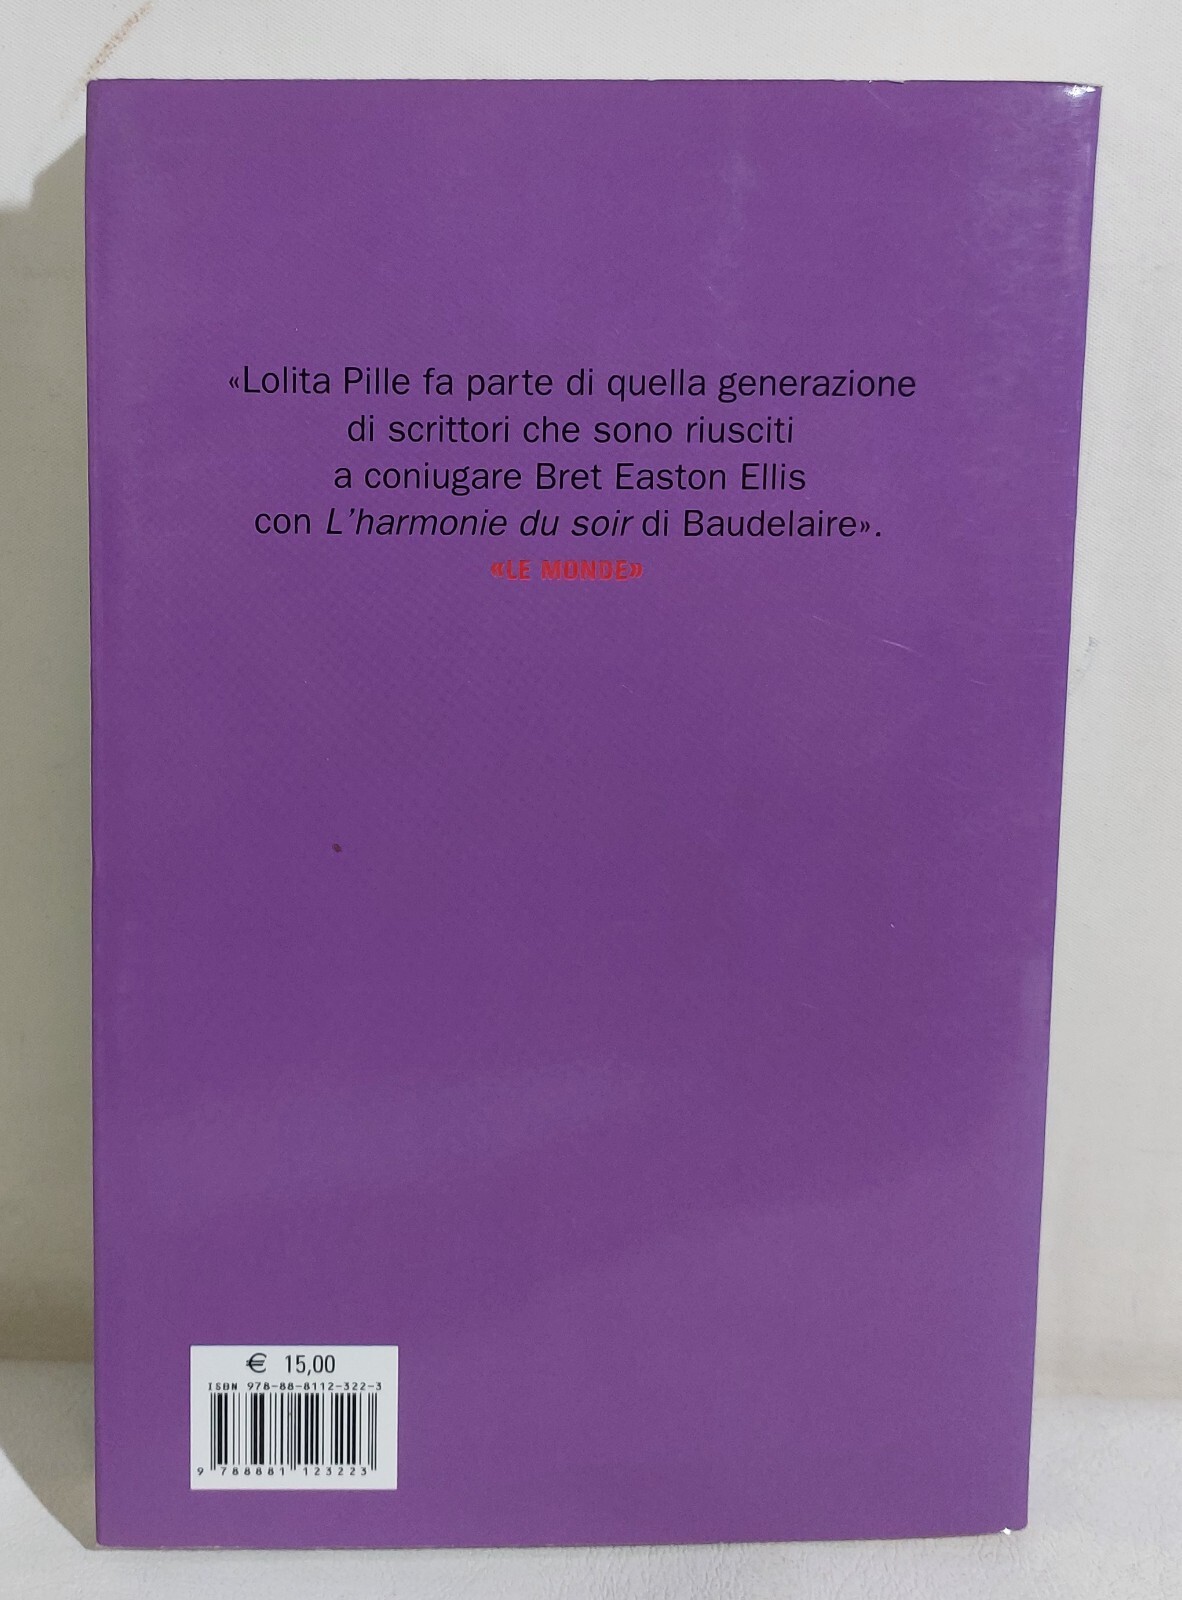 «Lolita Pille fa parte di quella generazione
di scrittori che sono riusciti
a coniugare Bret Easton Ellis
con L'harmonie du soir di Baudelaire».
«LE MONDE»
€ 15,00
ISBN 978-88-8112-322-3
9 788881 123223